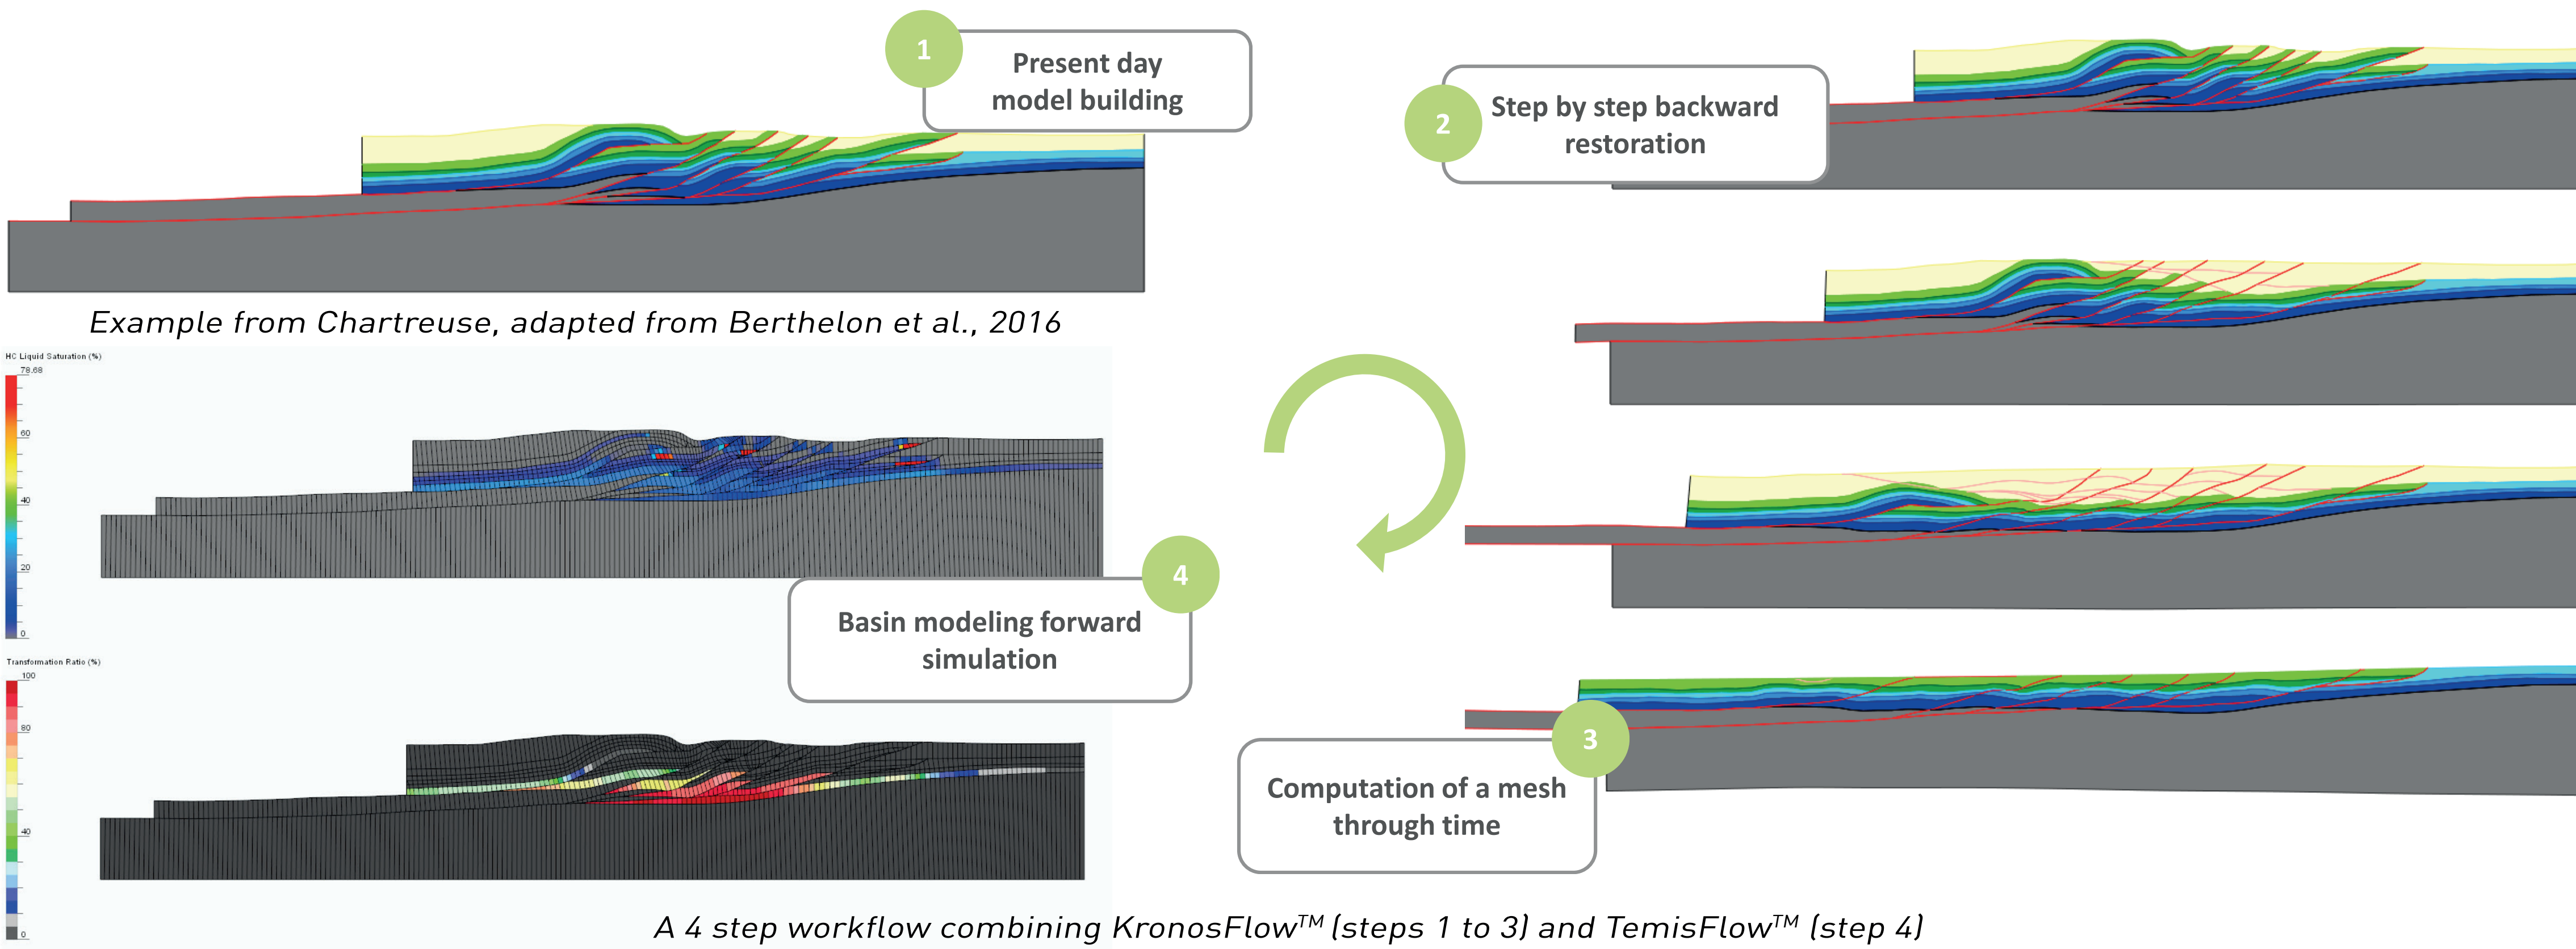 1
Present day
model building
2
Step by step backward
restoration
Example from Chartreuse, adapted from Berthelon et al., 2016
HC Liquid Saturation (%)
78.68
60
40
20
0
4
Basin modeling forward
simulation
Transformation Ratio (%)
100
80
40
0
3
Computation of a mesh
through time
A 4 step workflow combining KronosFlow™ (steps 1 to 3) and TemisFlow™ (step 4)